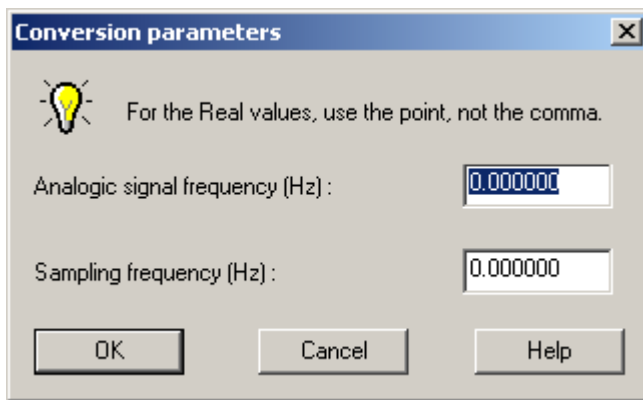 Conversion parameters
For the Real values, use the point, not the comma.
Analogic signal frequency (Hz) : 0.000000
Sampling frequency (Hz) : 0.000000
OK Cancel Help